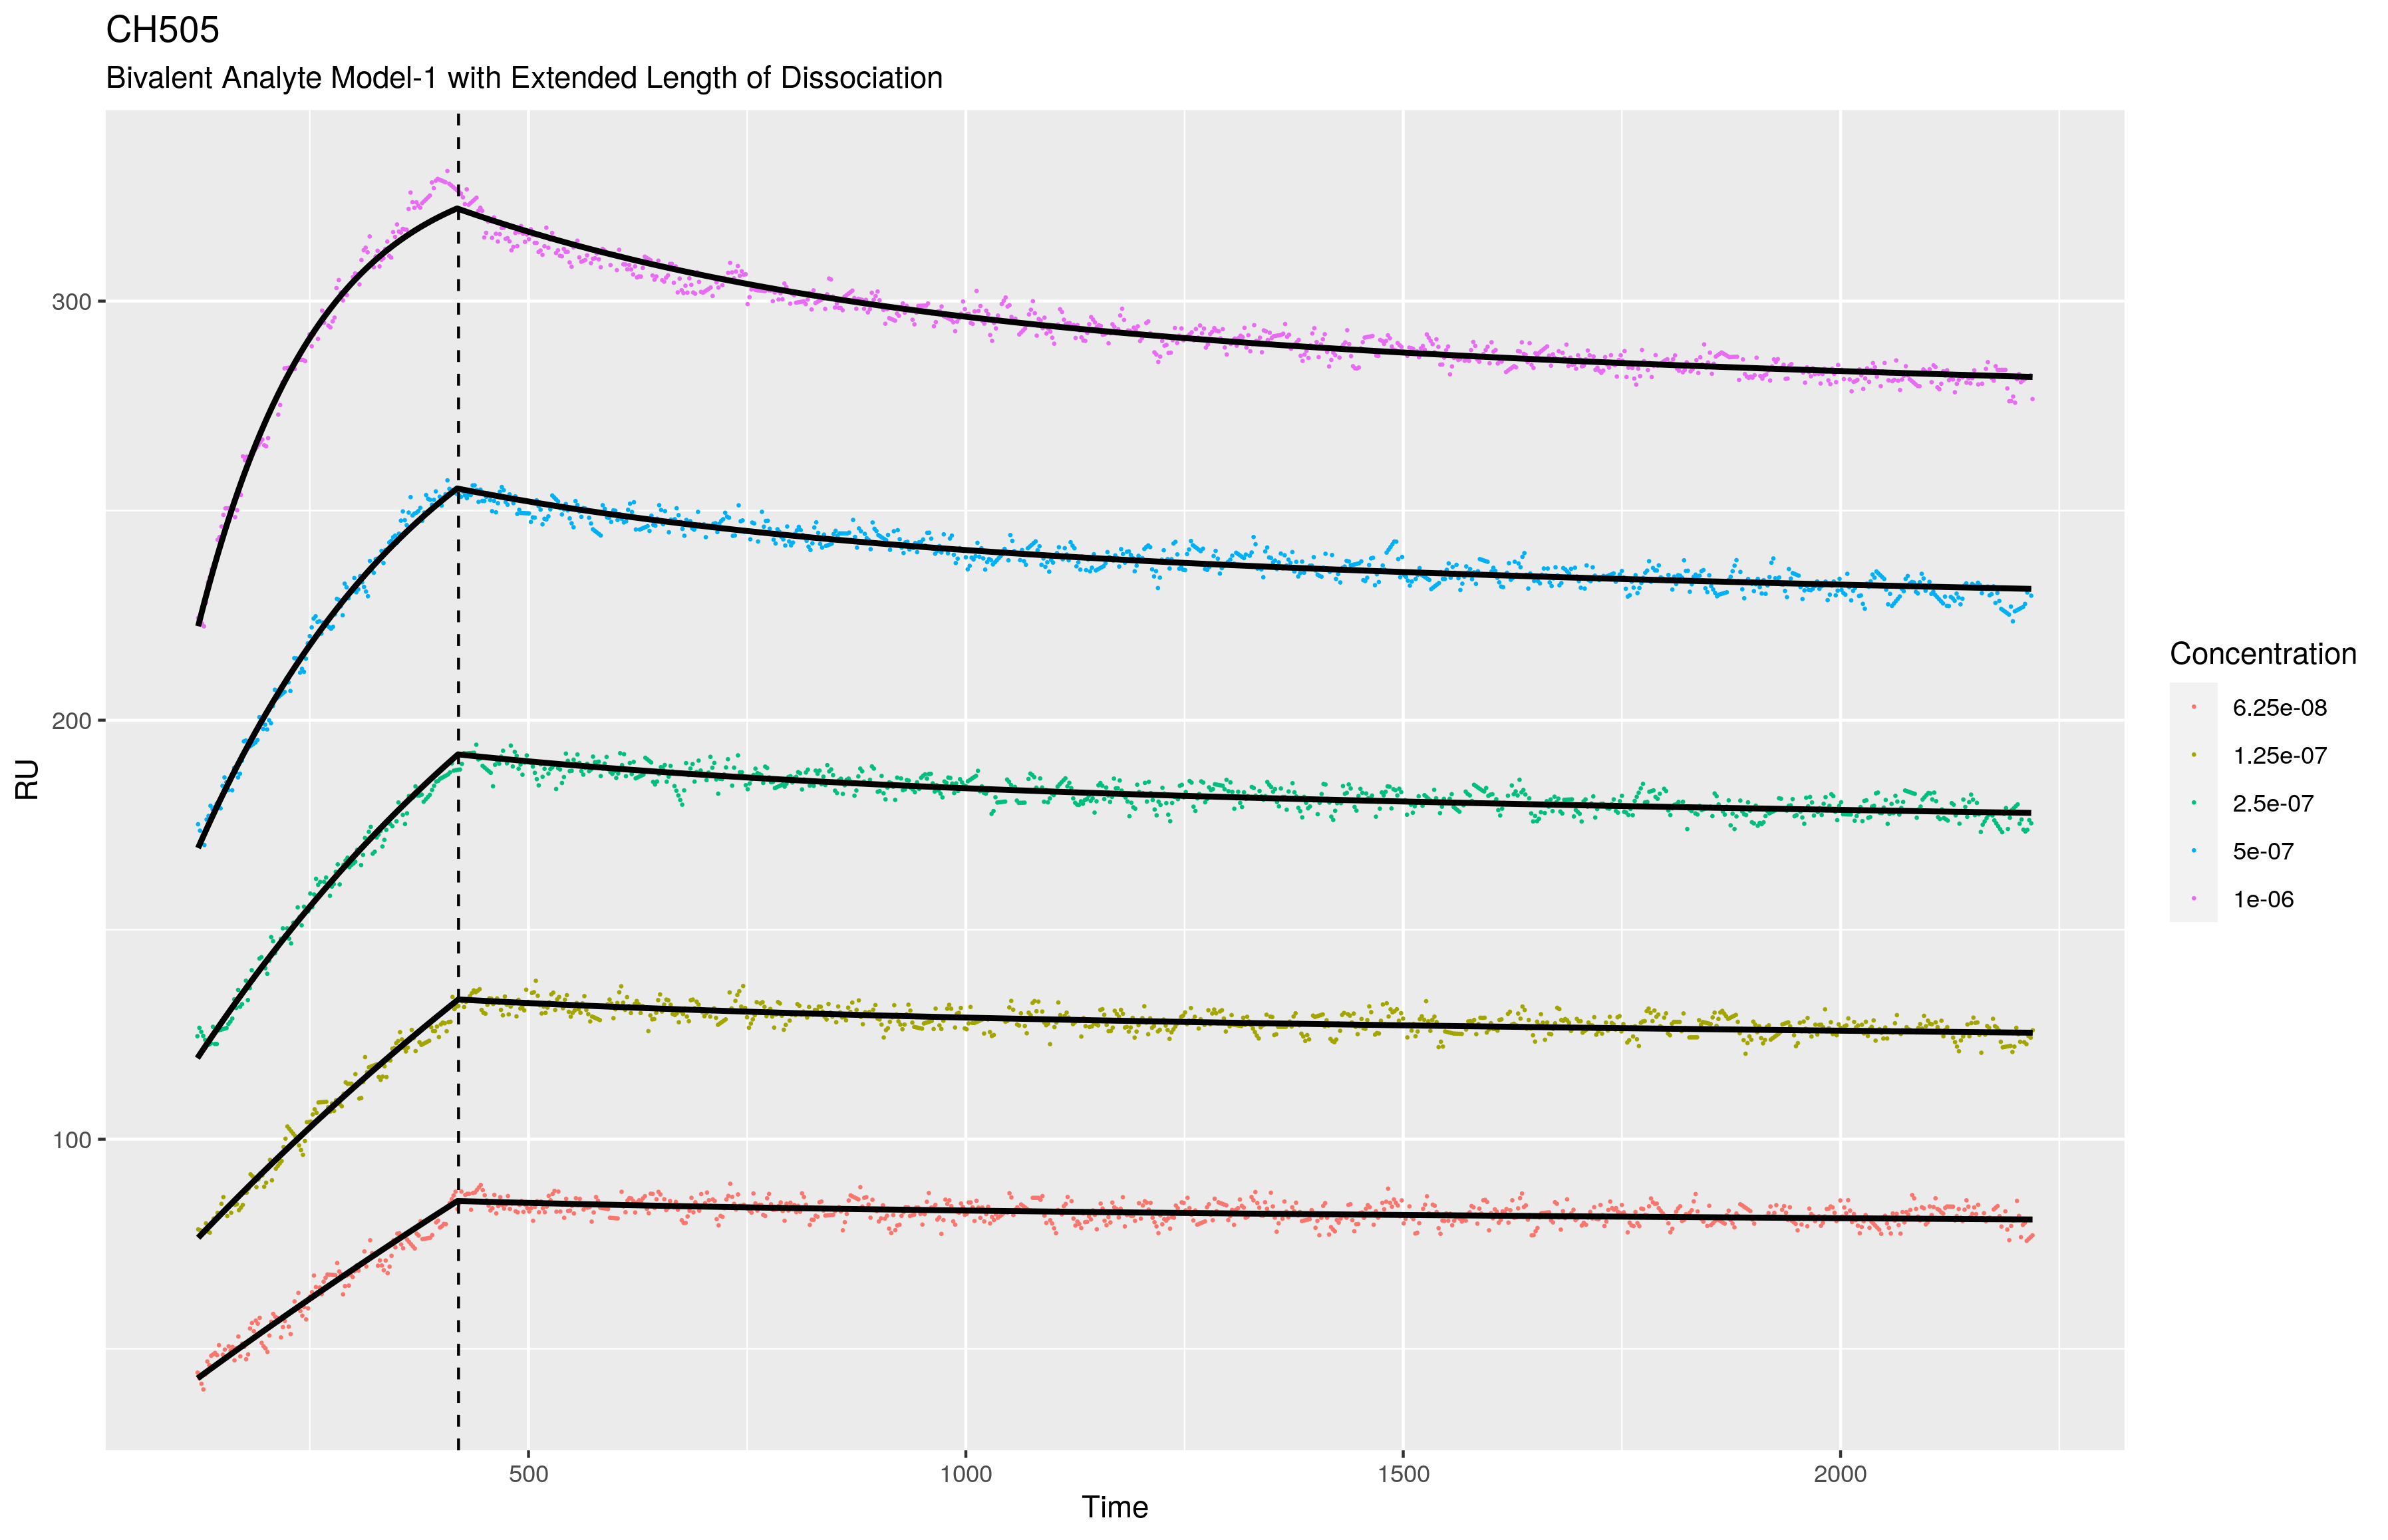 CH505
Bivalent Analyte Model-1 with Extended Length of Dissociation
300
200
100
RU
500
1000
1500
2000
Time
Concentration
6.25e-08
1.25e-07
2.5e-07
5e-07
1e-06